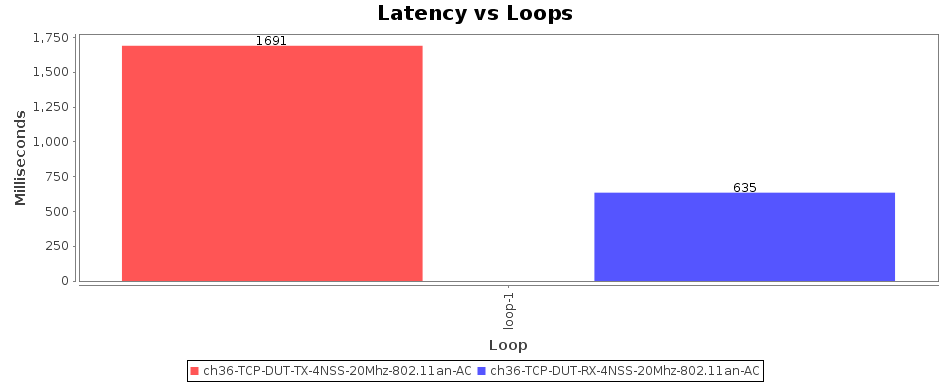 Latency vs Loops
1,750
1,500
1,250
1,000
750
500
250
0
Milliseconds
1691
635
loop-1
Loop
ch36-TCP-DUT-TX-4NSS-20Mhz-802.11an-AC
ch36-TCP-DUT-RX-4NSS-20Mhz-802.11an-AC